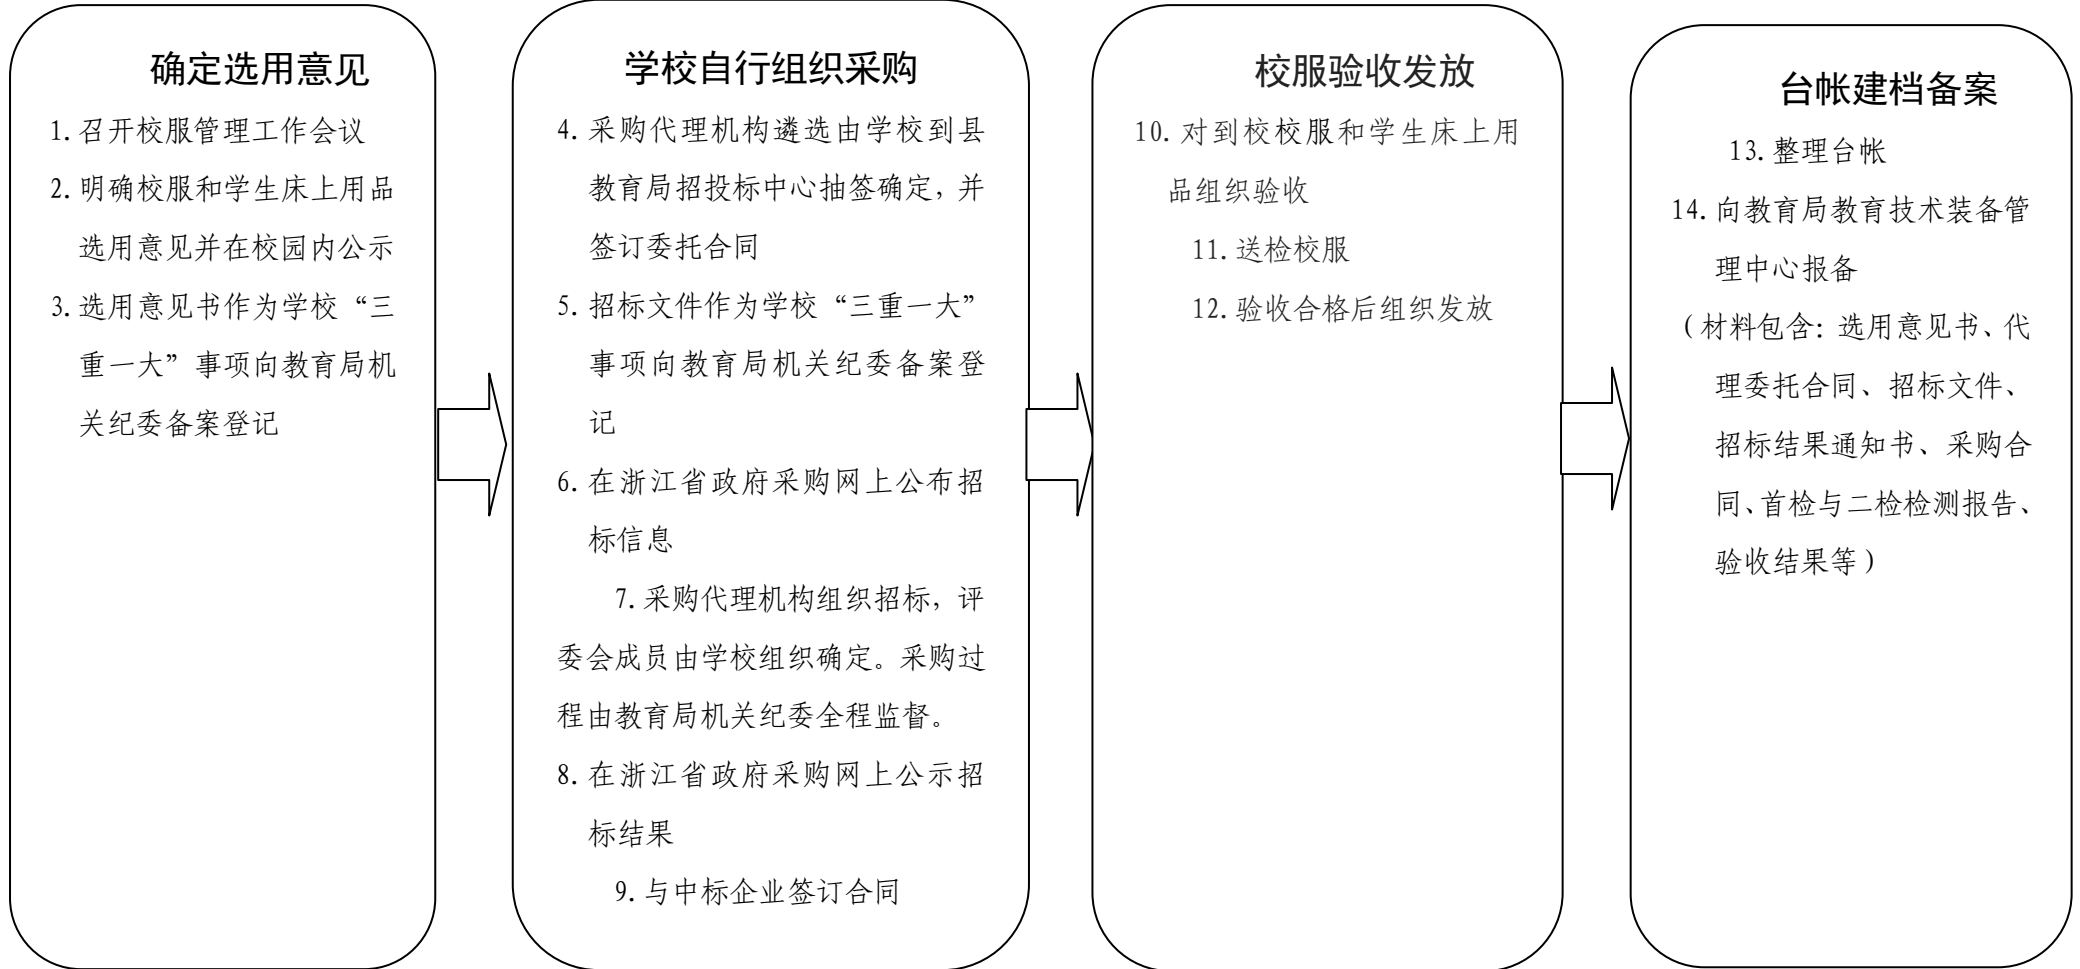 确定选用意见
1.召开校服管理工作会议
2.明确校服和学生床上用品
选用意见并在校园内公示
3.选用意见书作为学校“三
重一大”事项向教育局机
关纪委备案登记
学校自行组织采购
4.采购代理机构遴选由学校到县
教育局招投标中心抽签确定，并
签订委托合同
5.招标文件作为学校“三重一大”
事项向教育局机关纪委备案登
记
6.在浙江省政府采购网上公布招
标信息
7.采购代理机构组织招标，评
委会成员由学校组织确定。采购过
程由教育局机关纪委全程监督。
8.在浙江省政府采购网上公示招
标结果
9.与中标企业签订合同
校服验收发放
10.对到校校服和学生床上用
品组织验收
11.送检校服
12.验收合格后组织发放
台帐建档备案
13.整理台帐
14.向教育局教育技术装备管
理中心报备
（材料包含：选用意见书、代
理委托合同、招标文件、
招标结果通知书、采购合
同、首检与二检检测报告、
验收结果等）